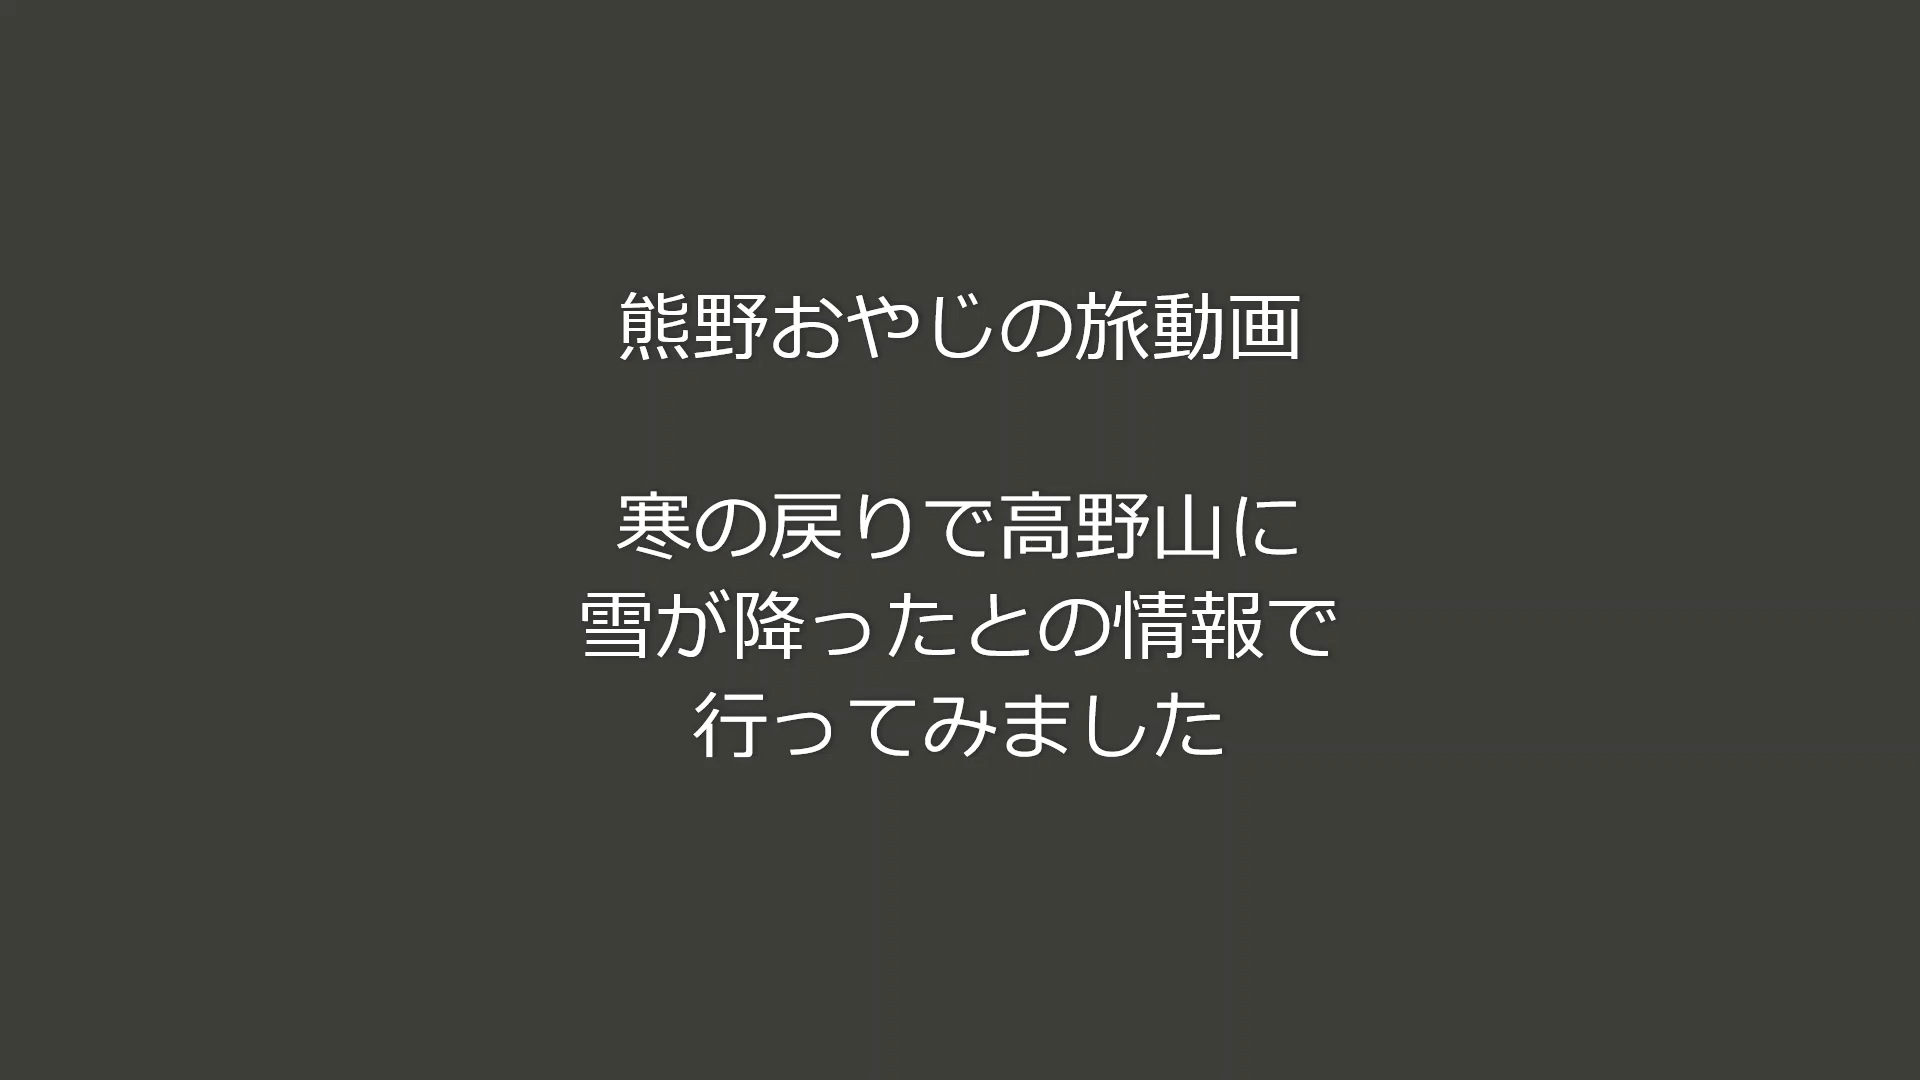 熊野おやじの旅動画
寒の戻りで高野山に
雪が降ったとの情報で
行ってみました